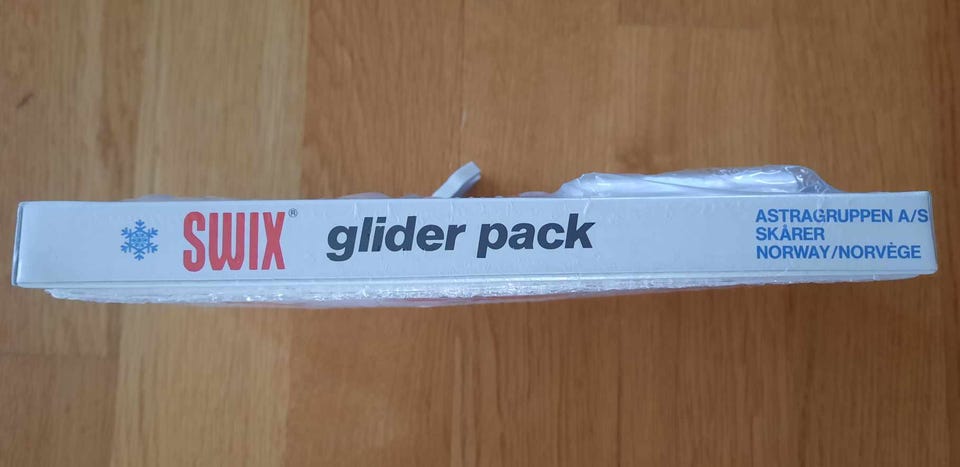 SWIX® glider pack
ASTRAGRUPPEN A/S
SKÅRER
NORWAY/NORVÈGE